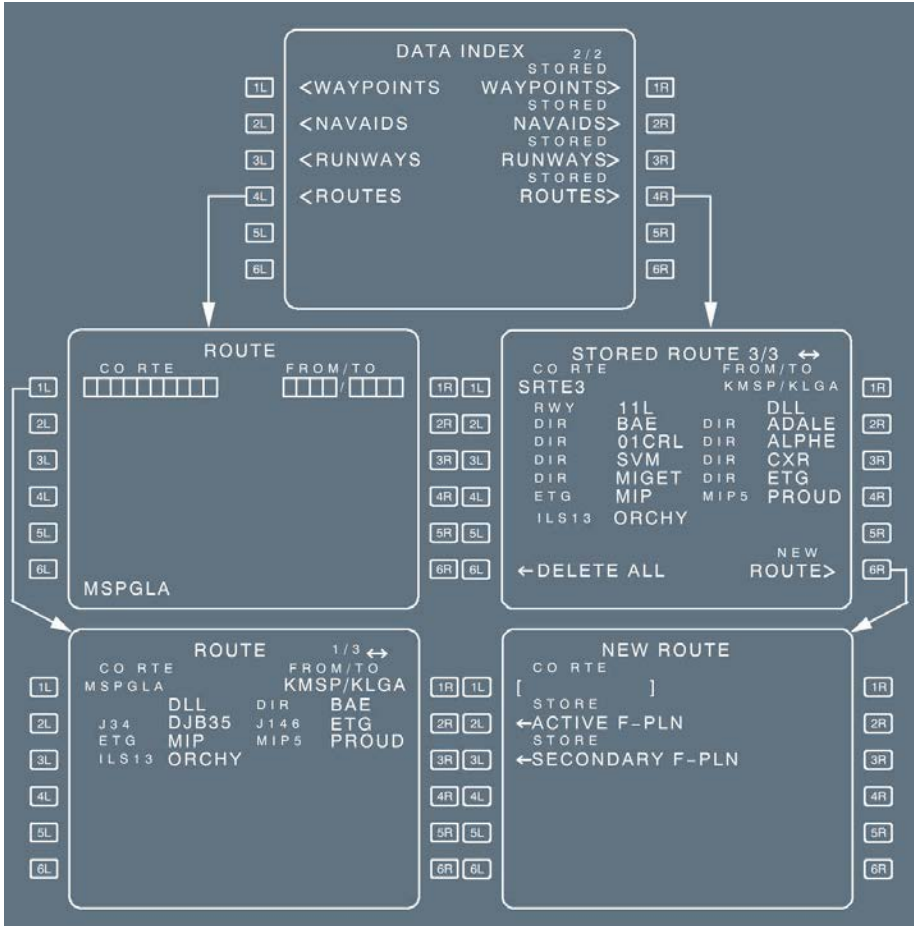 DATA INDEX 2/2
STORED
1L <WAYPOINTS WAYPOINTS> 1R
STORED
2L <NAVAIDS NAVAIDS> 2R
STORED
3L <RUNWAYS RUNWAYS> 3R
STORED
4L <ROUTES ROUTES> 4R
5L 5R
6L 6R
ROUTE
CO RTE FROM/TO
1L / 1R
2L 2R
3L 3R
4L 4R
5L 5R
6L 6R
MSPGLA
STORED ROUTE 3/3 ↔
CO RTE FROM/TO
1L SRTE3 KMSP/KLGA 1R
RWY 11L DLL
2L DIR BAE DIR ADALE 2R
DIR 01CRL DIR ALPHE
3L DIR SVM DIR CXR 3R
DIR MIGET DIR ETG
4L ETG MIP MIP5 PROUD 4R
ILS13 ORCHY
5L 5R
NEW
6L ←DELETE ALL ROUTE> 6R
ROUTE 1/3 ↔
CO RTE FROM/TO
1L MSPGLA KMSP/KLGA 1R
DLL DIR BAE
2L J34 DJB35 J146 ETG 2R
ETG MIP MIP5 PROUD
3L ILS13 ORCHY 3R
4L 4R
5L 5R
6L 6R
NEW ROUTE
CO RTE
1L [ ] 1R
STORE
2L ←ACTIVE F-PLN 2R
STORE
3L ←SECONDARY F-PLN 3R
4L 4R
5L 5R
6L 6R